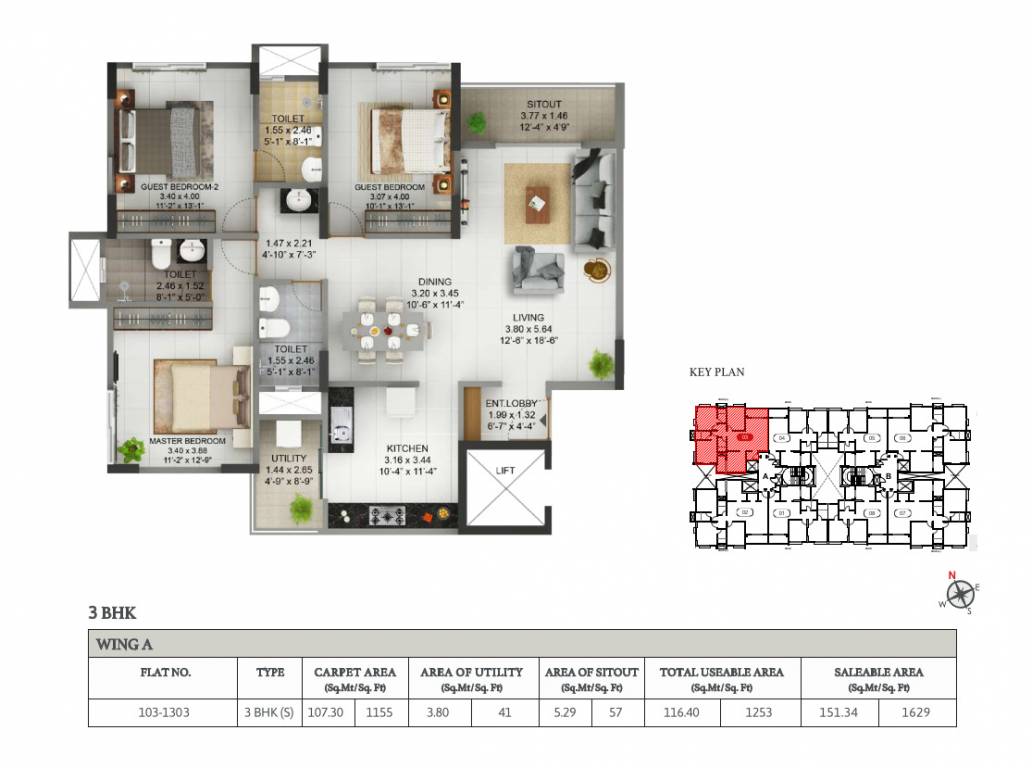 SITOUT
3.77 x 1.46
12'-4" x 4'9"
TOILET
1.55 x 2.46
5'-1" x 8'-1"
GUEST BEDROOM-2
3.40 x 4.00
11'-2" x 13'-1"
GUEST BEDROOM
3.07 x 4.00
10'-1" x 13'-1"
1.47 x 2.21
4'-10" x 7'-3"
TOILET
2.46 x 1.52
8'-1" x 5'-0"
DINING
3.20 x 3.45
10'-6" x 11'-4"
LIVING
3.80 x 5.64
12'-6" x 18'-6"
TOILET
1.55 x 2.46
5'-1" x 8'-1"
ENT.LOBBY
1.99 x 1.32
6'-7" x 4'-4"
MASTER BEDROOM
3.40 x 3.88
11'-2" x 12'-9"
KITCHEN
3.16 x 3.44
10'-4" x 11'-4"
UTILITY
1.44 x 2.65
4'-9" x 8'-9"
LIFT
KEY PLAN
03 04 05 08
A B
02 01 06 07
N
E
W
S
3 BHK
WING A
FLAT NO. TYPE CARPET AREA AREA OF UTILITY AREA OF SITOUT TOTAL USEABLE AREA SALEABLE AREA
(Sq.Mt/Sq. Ft) (Sq.Mt/Sq. Ft) (Sq.Mt/Sq. Ft) (Sq.Mt/Sq. Ft) (Sq.Mt/Sq. Ft)
103-1303 3 BHK (S) 107.30 1155 3.80 41 5.29 57 116.40 1253 151.34 1629